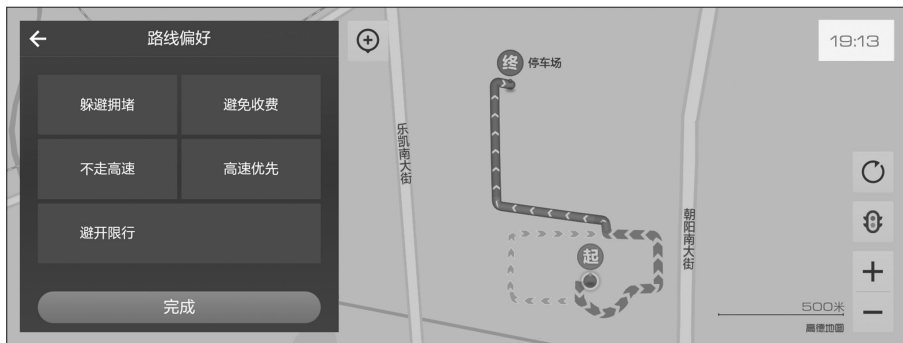 路线偏好
躲避拥堵
避免收费
不走高速
高速优先
避开限行
完成
终
停车场
19:13
乐凯南大街
朝阳南大街
起
500米
高德地图